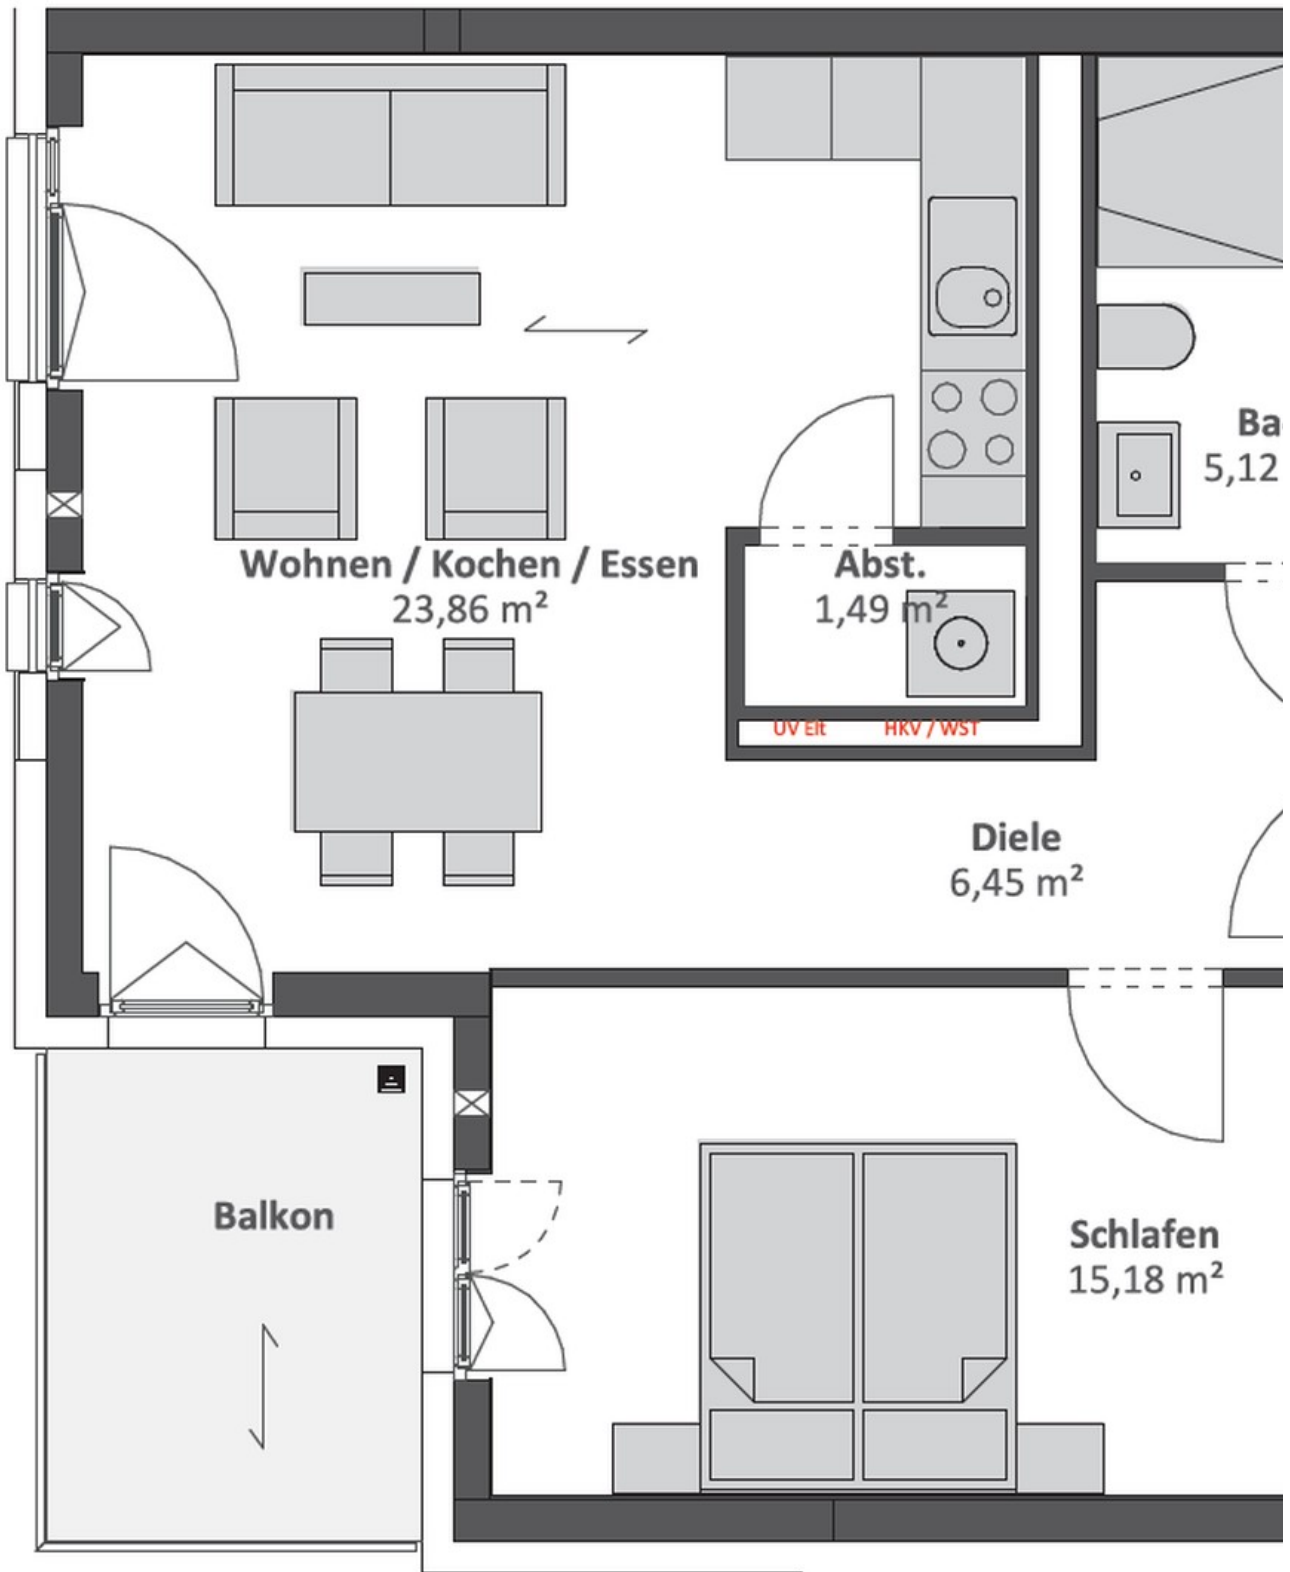 Ba
5,12
Wohnen / Kochen / Essen
23,86 m²
Abst.
1,49 m²
UV Elt
HKV / WST
Diele
6,45 m²
Balkon
Schlafen
15,18 m²